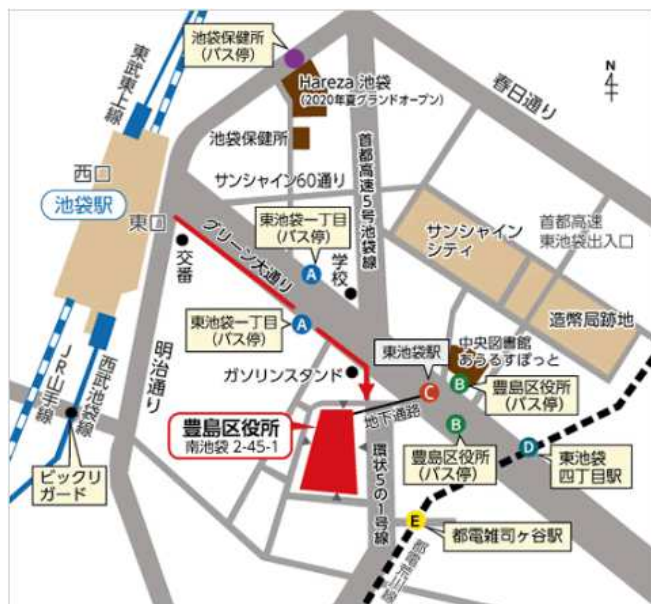 池袋保健所
(バス停)
Hareza 池袋
(2020年夏グランドオープン)
N
4
東武東上線
春日通り
池袋保健所
西口
サンシャイン60通り
首都高速5号池袋線
池袋駅
東口
東池袋一丁目
(バス停)
サンシャイン
シティ
首都高速
東池袋出入口
グリーン大通り
交番
A
学校
造幣局跡地
東池袋一丁目
(バス停)
A
中央図書館
あうるすぽっと
東池袋駅
明治通り
ガソリンスタンド
C
B
豊島区役所
(バス停)
JR山手線
西武池袋線
豊島区役所
南池袋 2-45-1
地下通路
B
ビックリ
ガード
豊島区役所
(バス停)
D
東池袋
四丁目駅
環状5の1号線
E
都電雑司ヶ谷駅
都電荒川線